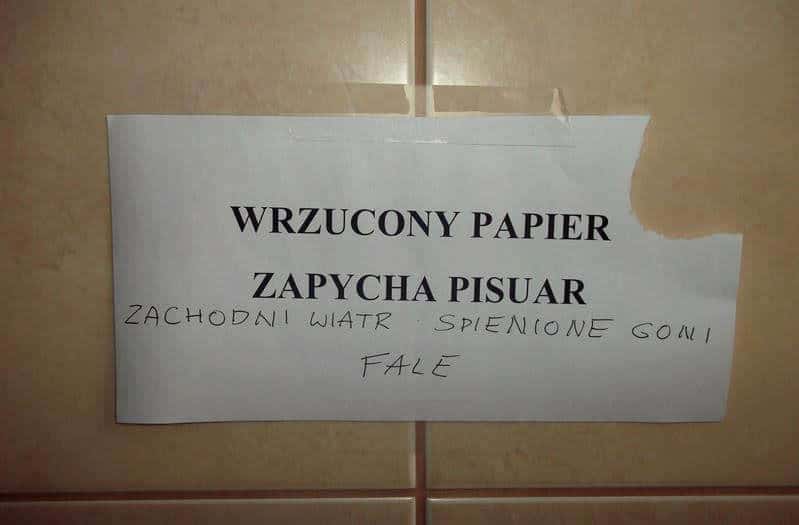 WRZUCONY PAPIER
ZAPYCHA PISUAR
ZACHODNI WIATR SPIENIONE GONI
FALE